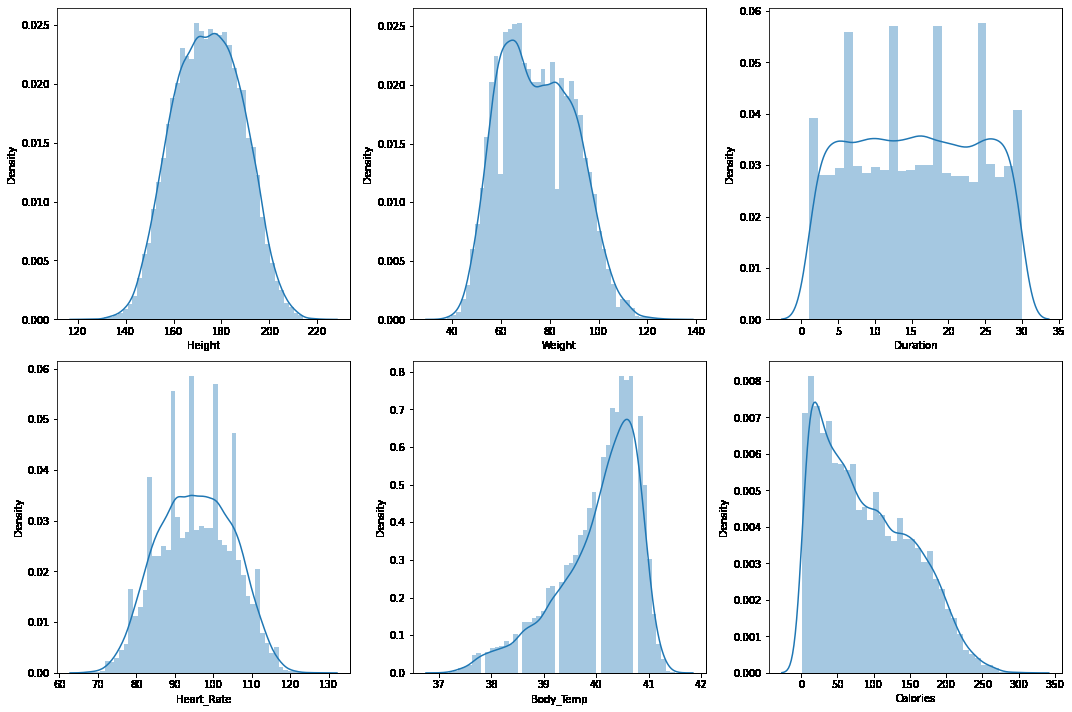 0.025
0.020
0.015
0.010
0.005
0.000
Density
120 140 160 180 200 220
Height
0.025
0.020
0.015
0.010
0.005
0.000
Density
40 60 80 100 120 140
Weight
0.06
0.05
0.04
0.03
0.02
0.01
0.00
Density
0 5 10 15 20 25 30 35
Duration
0.06
0.05
0.04
0.03
0.02
0.01
0.00
Density
60 70 80 90 100 110 120 130
Heart_Rate
0.8
0.7
0.6
0.5
0.4
0.3
0.2
0.1
0.0
Density
37 38 39 40 41 42
Body_Temp
0.008
0.007
0.006
0.005
0.004
0.003
0.002
0.001
0.000
Density
0 50 100 150 200 250 300 350
Calories